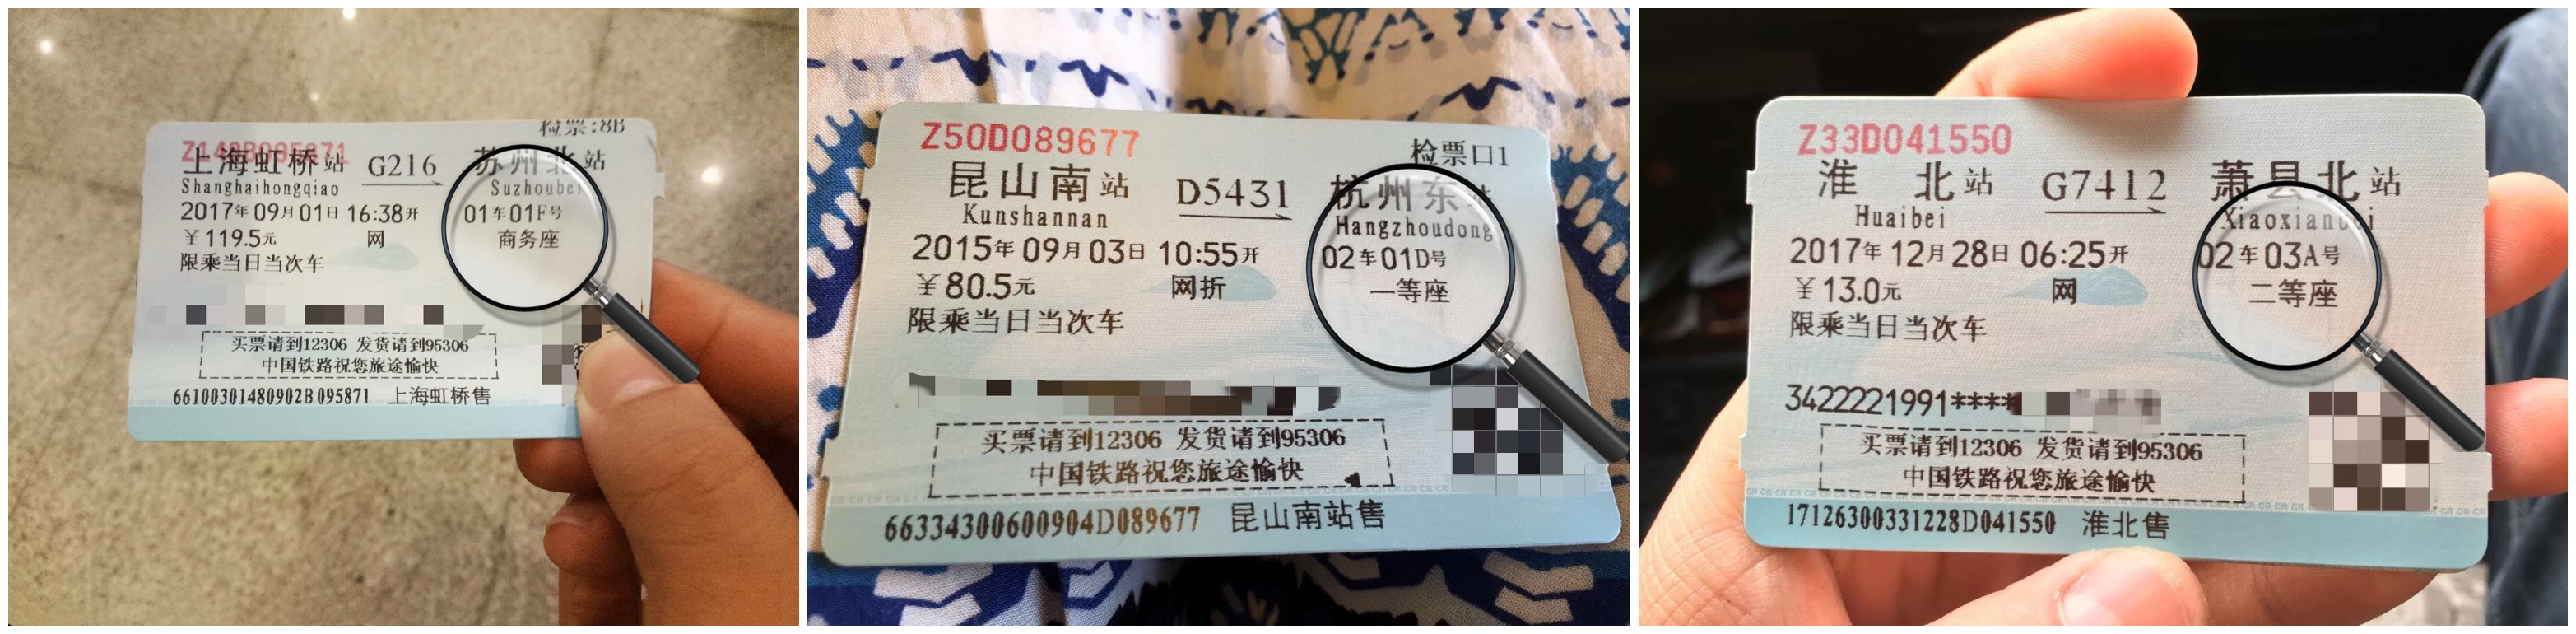 检票:8B
上海虹桥站 G216 苏州北站
Shanghaihongqiao Suzhoubei
2017年09月01日 16:38开 01车01F号
￥119.5元 网 商务座
限乘当日当次车
买票请到12306 发货请到95306
中国铁路祝您旅途愉快
66100301480902B095871 上海虹桥售
Z50D089677
检票口1
昆山南站 D5431 杭州东
Kunshannan Hangzhoudong
2015年09月03日 10:55开 02车01D号
￥80.5元 网折 一等座
限乘当日当次车
买票请到12306 发货请到95306
中国铁路祝您旅途愉快
66334300600904D089677 昆山南站售
Z33D041550
淮北站 G7412 萧县北站
Huaibei Xiaoxianbei
2017年12月28日 06:25开 02车03A号
￥13.0元 网 二等座
限乘当日当次车
3422221991****
买票请到12306 发货请到95306
中国铁路祝您旅途愉快
17126300331228D041550 淮北售